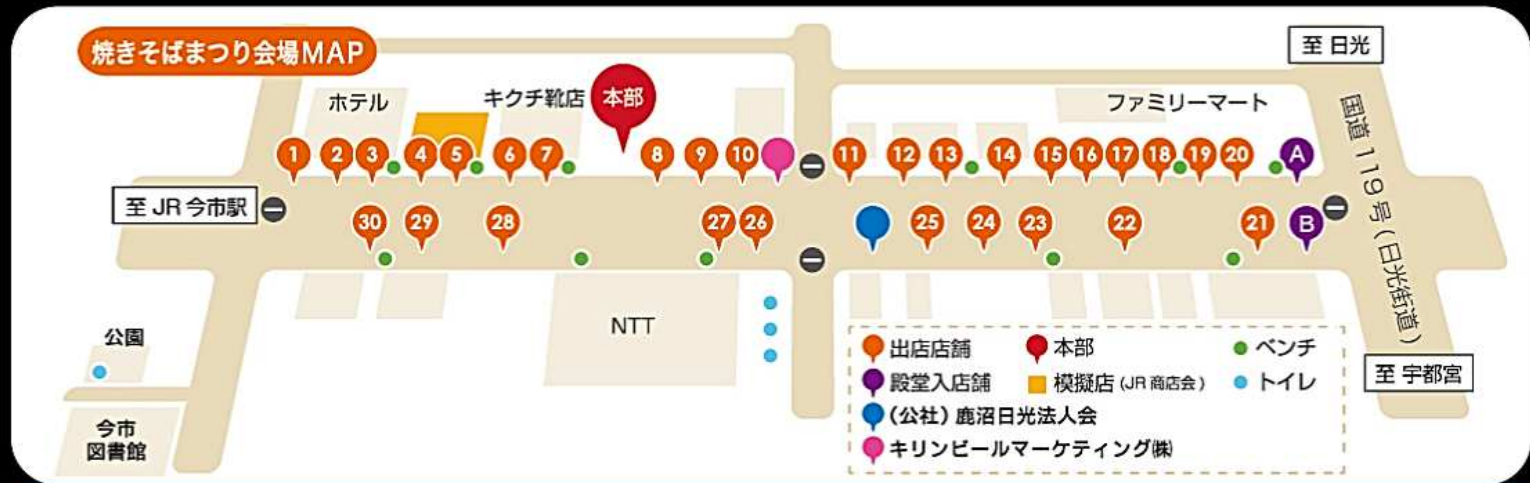 焼きそばまつり会場MAP
至 日光
ホテル
キクチ靴店
本部
ファミリーマート
国道119号(日光街道)
1 2 3 4 5 6 7 8 9 10 11 12 13 14 15 16 17 18 19 20 A
至 JR 今市駅
30 29 28 27 26 25 24 23 22 21 B
NTT
公園
今市
図書館
出店店舗
本部
ベンチ
殿堂入店舗
模擬店 (JR 商店会)
トイレ
(公社) 鹿沼日光法人会
キリンビールマーケティング㈱
至 宇都宮